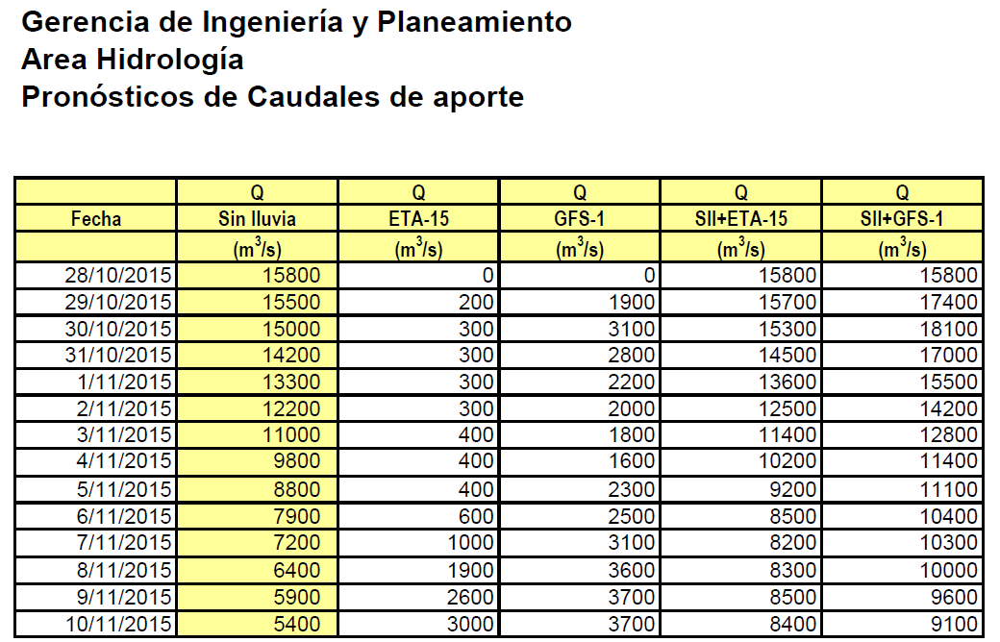 Gerencia de Ingeniería y Planeamiento
Area Hidrología
Pronósticos de Caudales de aporte
Q Q Q Q Q
Fecha Sin lluvia ETA-15 GFS-1 SII+ETA-15 SII+GFS-1
(m³/s) (m³/s) (m³/s) (m³/s) (m³/s)
28/10/2015 15800 0 0 15800 15800
29/10/2015 15500 200 1900 15700 17400
30/10/2015 15000 300 3100 15300 18100
31/10/2015 14200 300 2800 14500 17000
1/11/2015 13300 300 2200 13600 15500
2/11/2015 12200 300 2000 12500 14200
3/11/2015 11000 400 1800 11400 12800
4/11/2015 9800 400 1600 10200 11400
5/11/2015 8800 400 2300 9200 11100
6/11/2015 7900 600 2500 8500 10400
7/11/2015 7200 1000 3100 8200 10300
8/11/2015 6400 1900 3600 8300 10000
9/11/2015 5900 2600 3700 8500 9600
10/11/2015 5400 3000 3700 8400 9100